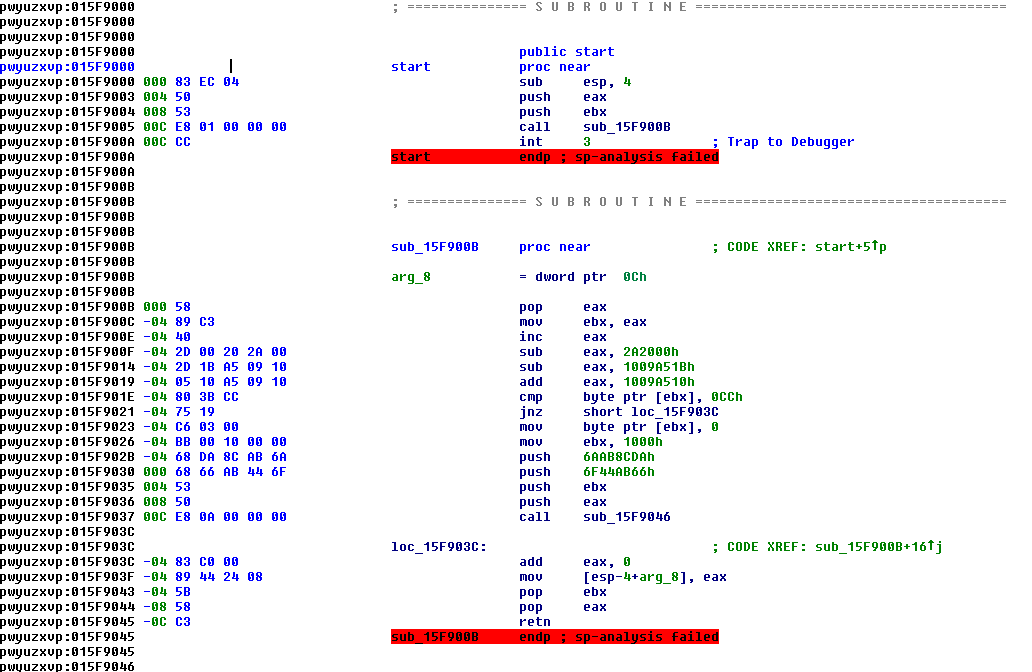 pwyuzxvp:015F9000 ; =============== S U B R O U T I N E =======================================
pwyuzxvp:015F9000
pwyuzxvp:015F9000
pwyuzxvp:015F9000 public start
pwyuzxvp:015F9000 start proc near
pwyuzxvp:015F9000 000 83 EC 04 sub esp, 4
pwyuzxvp:015F9003 004 50 push eax
pwyuzxvp:015F9004 008 53 push ebx
pwyuzxvp:015F9005 00C E8 01 00 00 00 call sub_15F900B
pwyuzxvp:015F900A 00C CC int 3 ; Trap to Debugger
pwyuzxvp:015F900A start endp ; sp-analysis failed
pwyuzxvp:015F900A
pwyuzxvp:015F900B
pwyuzxvp:015F900B ; =============== S U B R O U T I N E =======================================
pwyuzxvp:015F900B
pwyuzxvp:015F900B
pwyuzxvp:015F900B sub_15F900B proc near ; CODE XREF: start+5↑p
pwyuzxvp:015F900B
pwyuzxvp:015F900B arg_8 = dword ptr 0Ch
pwyuzxvp:015F900B
pwyuzxvp:015F900B 000 58 pop eax
pwyuzxvp:015F900C -04 89 C3 mov ebx, eax
pwyuzxvp:015F900E -04 40 inc eax
pwyuzxvp:015F900F -04 2D 00 20 2A 00 sub eax, 2A2000h
pwyuzxvp:015F9014 -04 2D 1B A5 09 10 sub eax, 1009A51Bh
pwyuzxvp:015F9019 -04 05 10 A5 09 10 add eax, 1009A510h
pwyuzxvp:015F901E -04 80 3B CC cmp byte ptr [ebx], 0CCh
pwyuzxvp:015F9021 -04 75 19 jnz short loc_15F903C
pwyuzxvp:015F9023 -04 C6 03 00 mov byte ptr [ebx], 0
pwyuzxvp:015F9026 -04 BB 00 10 00 00 mov ebx, 1000h
pwyuzxvp:015F902B -04 68 DA 8C AB 6A push 6AAB8CDAh
pwyuzxvp:015F9030 000 68 66 AB 44 6F push 6F44AB66h
pwyuzxvp:015F9035 004 53 push ebx
pwyuzxvp:015F9036 008 50 push eax
pwyuzxvp:015F9037 00C E8 0A 00 00 00 call sub_15F9046
pwyuzxvp:015F903C
pwyuzxvp:015F903C loc_15F903C: ; CODE XREF: sub_15F900B+16↑j
pwyuzxvp:015F903C -04 83 C0 00 add eax, 0
pwyuzxvp:015F903F -04 89 44 24 08 mov [esp-4+arg_8], eax
pwyuzxvp:015F9043 -04 5B pop ebx
pwyuzxvp:015F9044 -08 58 pop eax
pwyuzxvp:015F9045 -0C C3 retn
pwyuzxvp:015F9045 sub_15F900B endp ; sp-analysis failed
pwyuzxvp:015F9045
pwyuzxvp:015F9046